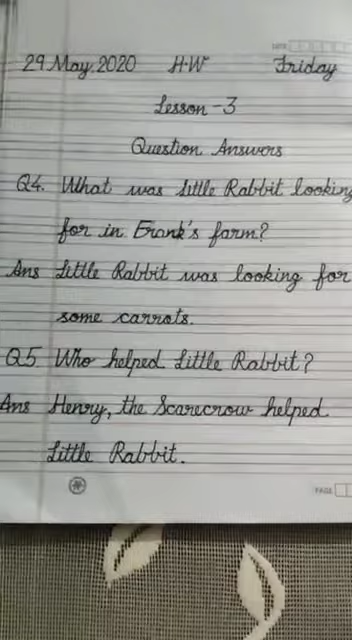 DATE
29 May, 2020 H.W Friday
Lesson - 3
Question Answers
Q4. What was little Rabbit looking
for in Frank's farm?
Ans Little Rabbit was looking for
some carrots.
Q5 Who helped Little Rabbit?
Ans Henry, the Scarecrow helped
Little Rabbit.
PAGE